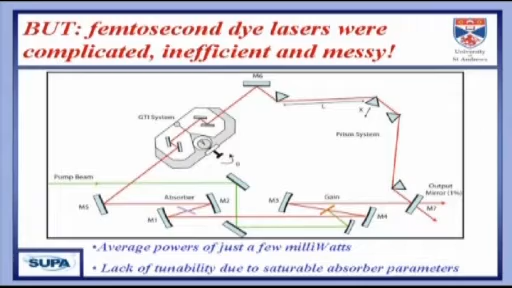 BUT: femtosecond dye lasers were
complicated, inefficient and messy!
University
of
St Andrews
M6
GTI System
L
X
Prism System
θ
Pump Beam
Output
Mirror (1%)
M5
Absorber
M2
M3
Gain
M7
M1
M4
•Average powers of just a few milliWatts
•Lack of tunability due to saturable absorber parameters
SUPA